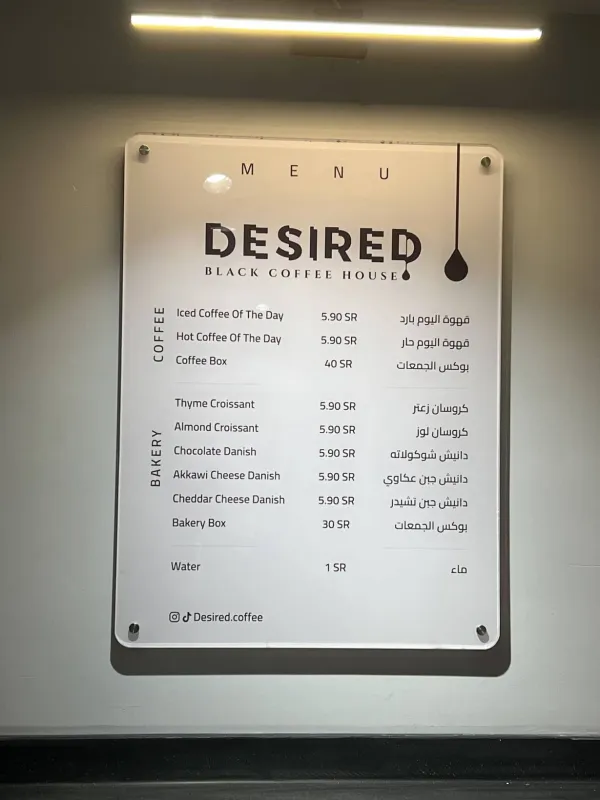 MENU
DESIRED
BLACK COFFEE HOUSE
COFFEE
Iced Coffee Of The Day 5.90 SR قهوة اليوم بارد
Hot Coffee Of The Day 5.90 SR قهوة اليوم حار
Coffee Box 40 SR بوكس الجمعات
BAKERY
Thyme Croissant 5.90 SR كروسان زعتر
Almond Croissant 5.90 SR كروسان لوز
Chocolate Danish 5.90 SR دانيش شوكولاته
Akkawi Cheese Danish 5.90 SR دانيش جبن عكاوي
Cheddar Cheese Danish 5.90 SR دانيش جبن تشيدر
Bakery Box 30 SR بوكس الجمعات
Water 1 SR ماء
Desired.coffee